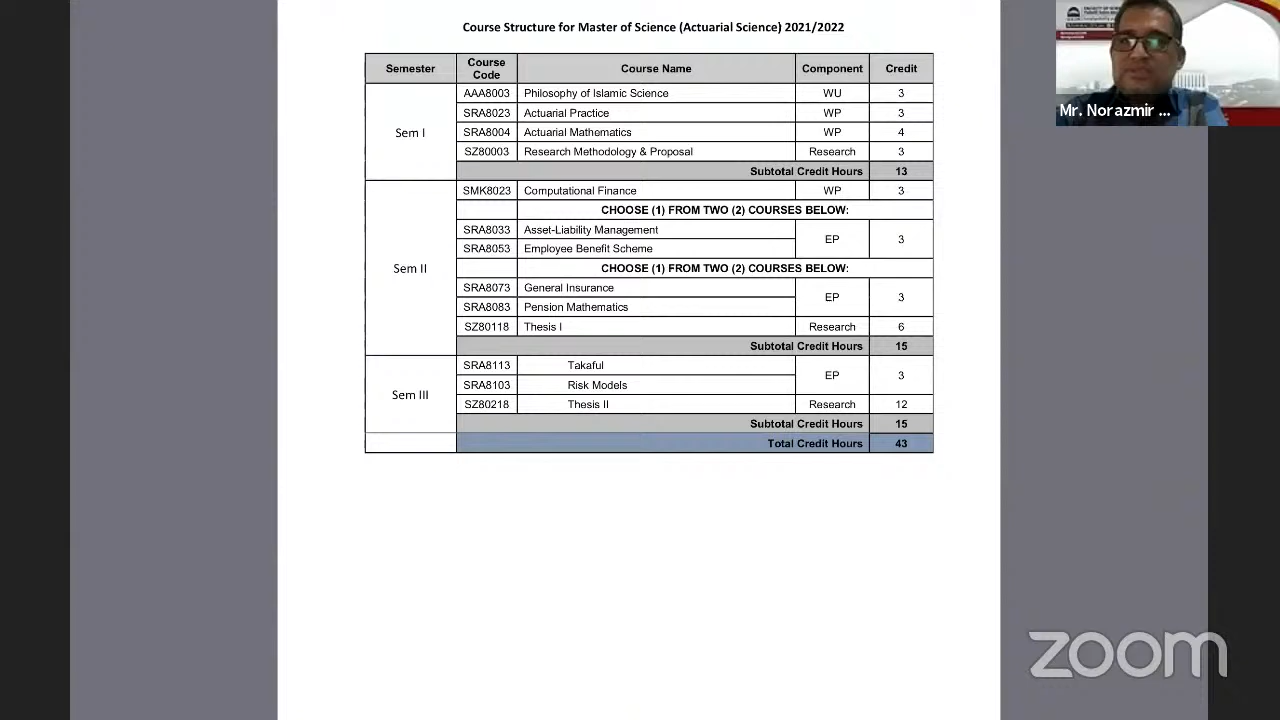 Course Structure for Master of Science (Actuarial Science) 2021/2022
Semester Course Code Course Name Component Credit
Sem I
AAA8003 Philosophy of Islamic Science WU 3
SRA8023 Actuarial Practice WP 3
SRA8004 Actuarial Mathematics WP 4
SZ80003 Research Methodology & Proposal Research 3
Subtotal Credit Hours 13
Sem II
SMK8023 Computational Finance WP 3
CHOOSE (1) FROM TWO (2) COURSES BELOW:
SRA8033 Asset-Liability Management EP 3
SRA8053 Employee Benefit Scheme
CHOOSE (1) FROM TWO (2) COURSES BELOW:
SRA8073 General Insurance EP 3
SRA8083 Pension Mathematics
SZ80118 Thesis I Research 6
Subtotal Credit Hours 15
Sem III
SRA8113 Takaful EP 3
SRA8103 Risk Models
SZ80218 Thesis II Research 12
Subtotal Credit Hours 15
Total Credit Hours 43
Mr. Norazmir ...
zoom